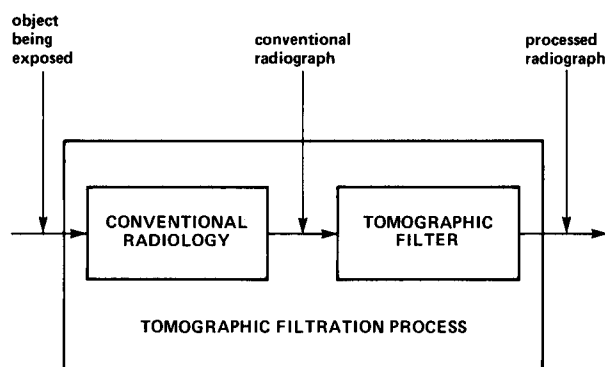 object
being
exposed
conventional
radiograph
processed
radiograph
CONVENTIONAL
RADIOLOGY
TOMOGRAPHIC
FILTER
TOMOGRAPHIC FILTRATION PROCESS